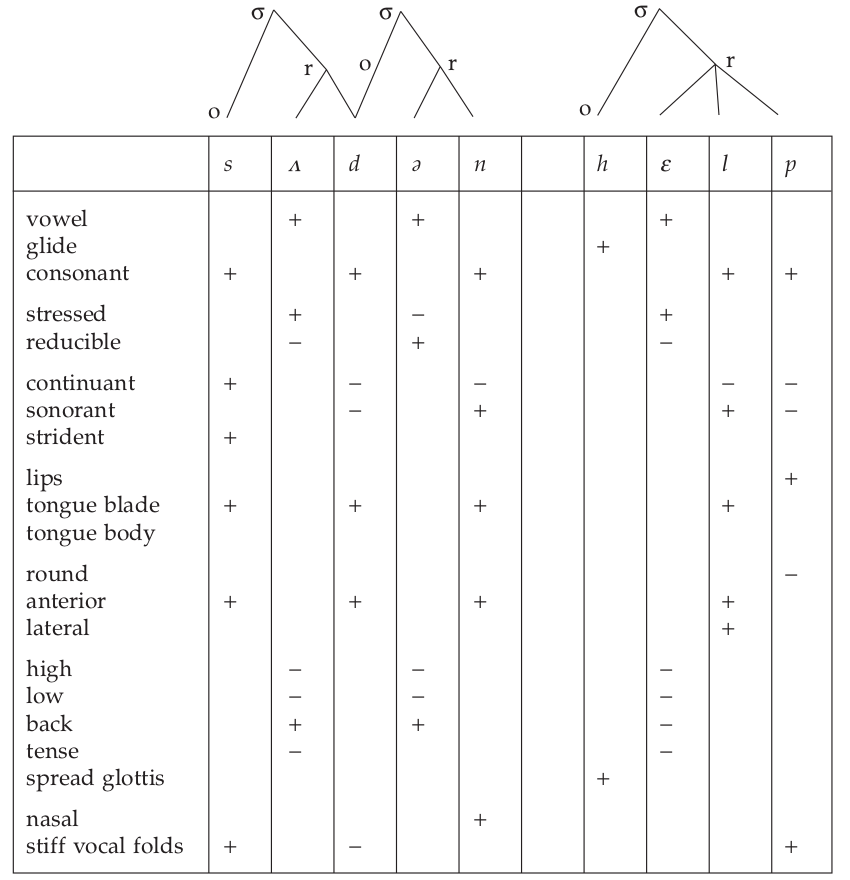 σ σ σ
r o r r
o o
s ʌ d ə n h ɛ l p
vowel + + +
glide +
consonant + + + + +
stressed + − +
reducible − + −
continuant + − − − −
sonorant − + + −
strident +
lips +
tongue blade + + + +
tongue body
round −
anterior + + + +
lateral +
high − − −
low − − −
back + + −
tense − −
spread glottis +
nasal +
stiff vocal folds + − +